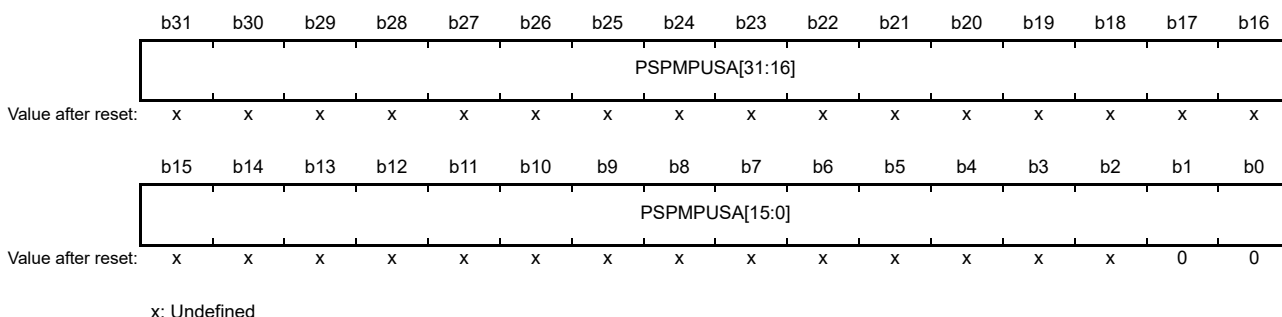 b31 b30 b29 b28 b27 b26 b25 b24 b23 b22 b21 b20 b19 b18 b17 b16
PSPMPUSA[31:16]
Value after reset: x x x x x x x x x x x x x x x x
b15 b14 b13 b12 b11 b10 b9 b8 b7 b6 b5 b4 b3 b2 b1 b0
PSPMPUSA[15:0]
Value after reset: x x x x x x x x x x x x x x 0 0
x: Undefined